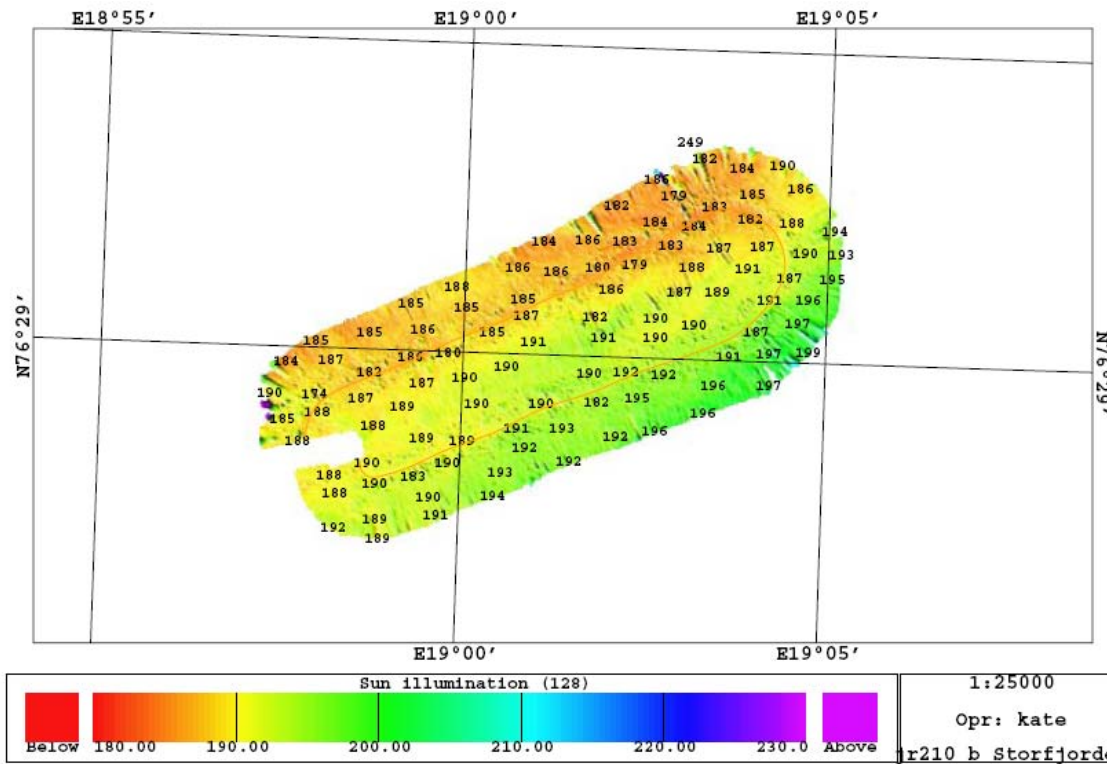 E18°55′ E19°00′ E19°05′
249
182
184 190
186
179 185 186
182 183
184 184 182 188 194
184 186 183 183 187 187 190 193
186 186 180 179 188 191 187 195
188 186 187 189 191 196
185 185 185
187 182 190 190 187 197
185 186 185 191 191 190
185
N76°29′ N76°29′
184 187 186 180 191 197 199
182 190 190 192 192
187 190 196 197
190 174 187
188 189 190 190 182 195 196
185 188 191 193 196
188 189 189 192 192
190 190 192
188 190 183 193
188 190 194
192 189 191
189
E19°00′ E19°05′
Sun illumination (128)
Below 180.00 190.00 200.00 210.00 220.00 230.0 Above
1:25000
Opr: kate
jr210 b Storfjorde